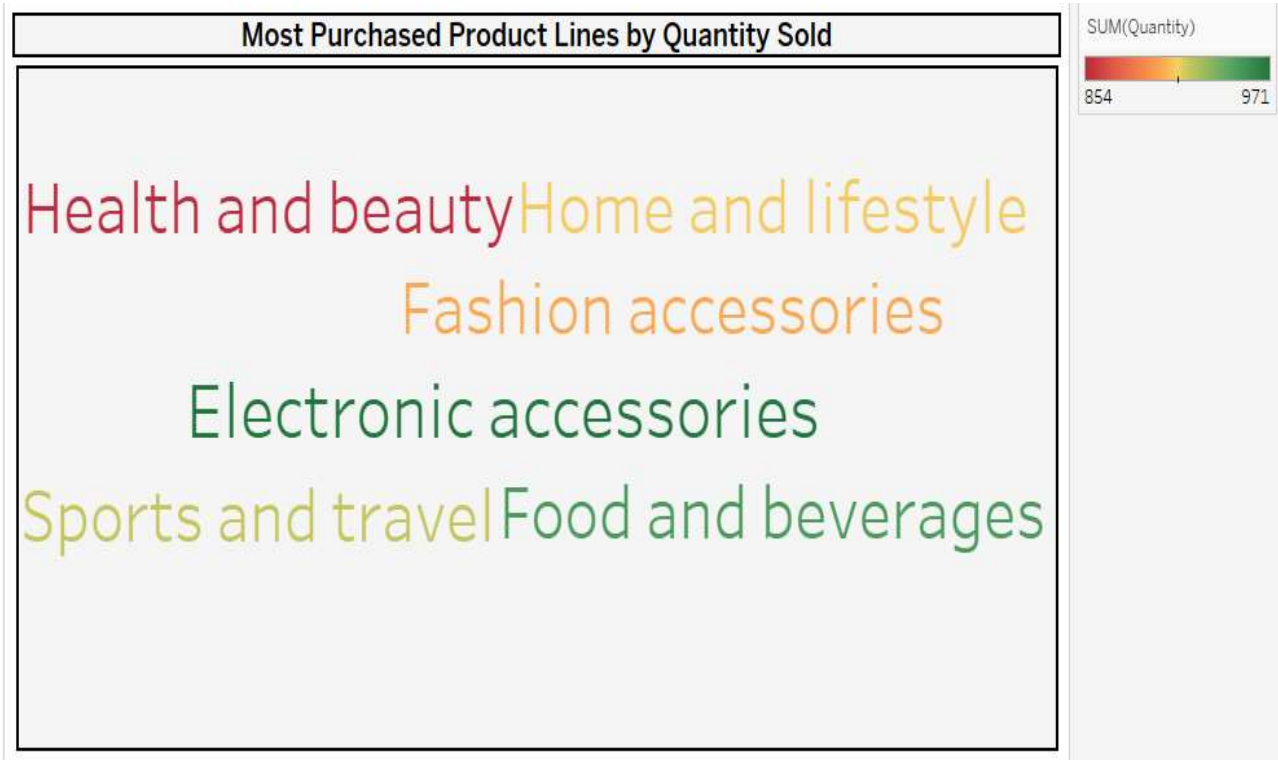 Most Purchased Product Lines by Quantity Sold
SUM(Quantity)
854 971
Health and beauty Home and lifestyle
Fashion accessories
Electronic accessories
Sports and travel Food and beverages